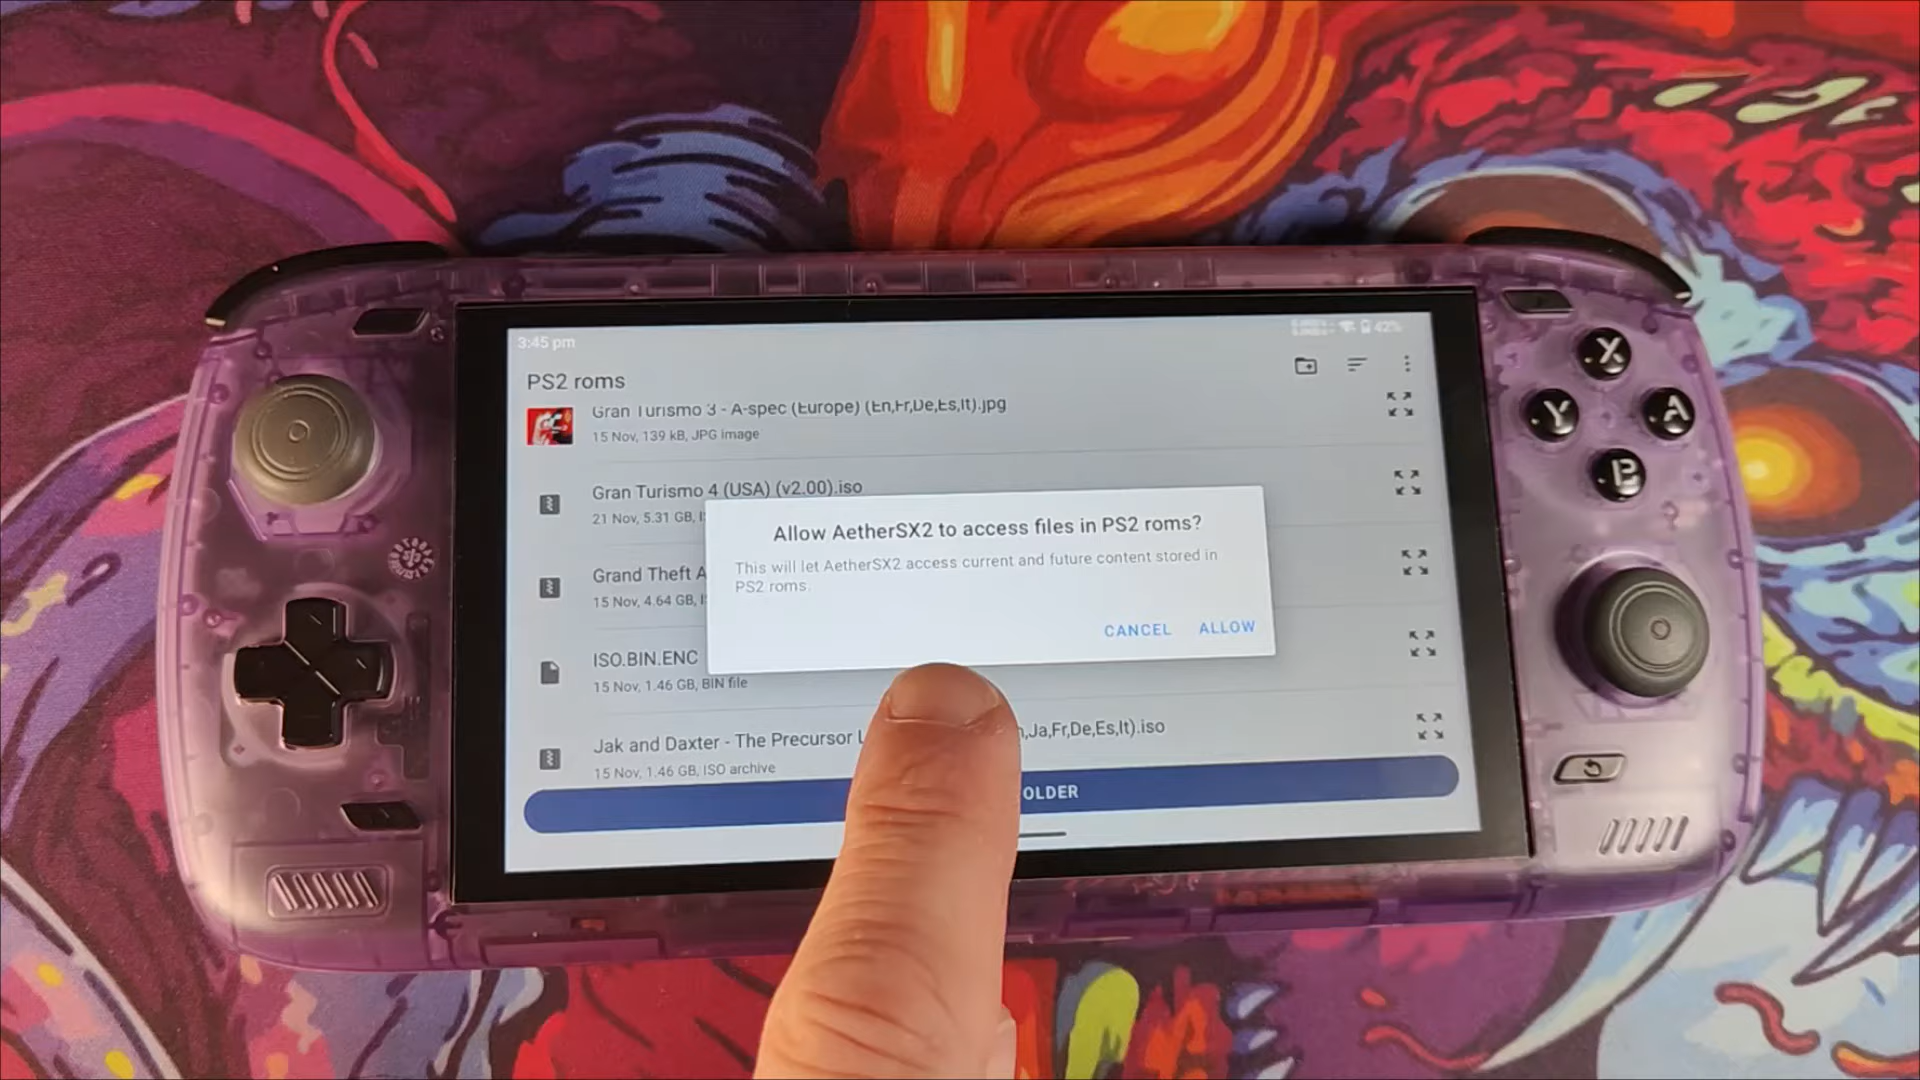 3:45 pm
42%
PS2 roms
Gran Turismo 3 - A-spec (Europe) (En,Fr,De,Es,It).jpg
15 Nov, 139 kB, JPG image
Gran Turismo 4 (USA) (v2.00).iso
21 Nov, 5.31 GB, I
Allow AetherSX2 to access files in PS2 roms?
This will let AetherSX2 access current and future content stored in
PS2 roms.
CANCEL ALLOW
Grand Theft A
15 Nov, 4.64 GB, I
ISO.BIN.ENC
15 Nov, 1.46 GB, BIN file
Jak and Daxter - The Precursor L ,Ja,Fr,De,Es,It).iso
15 Nov, 1.46 GB, ISO archive
OLDER
X
Y
A
B